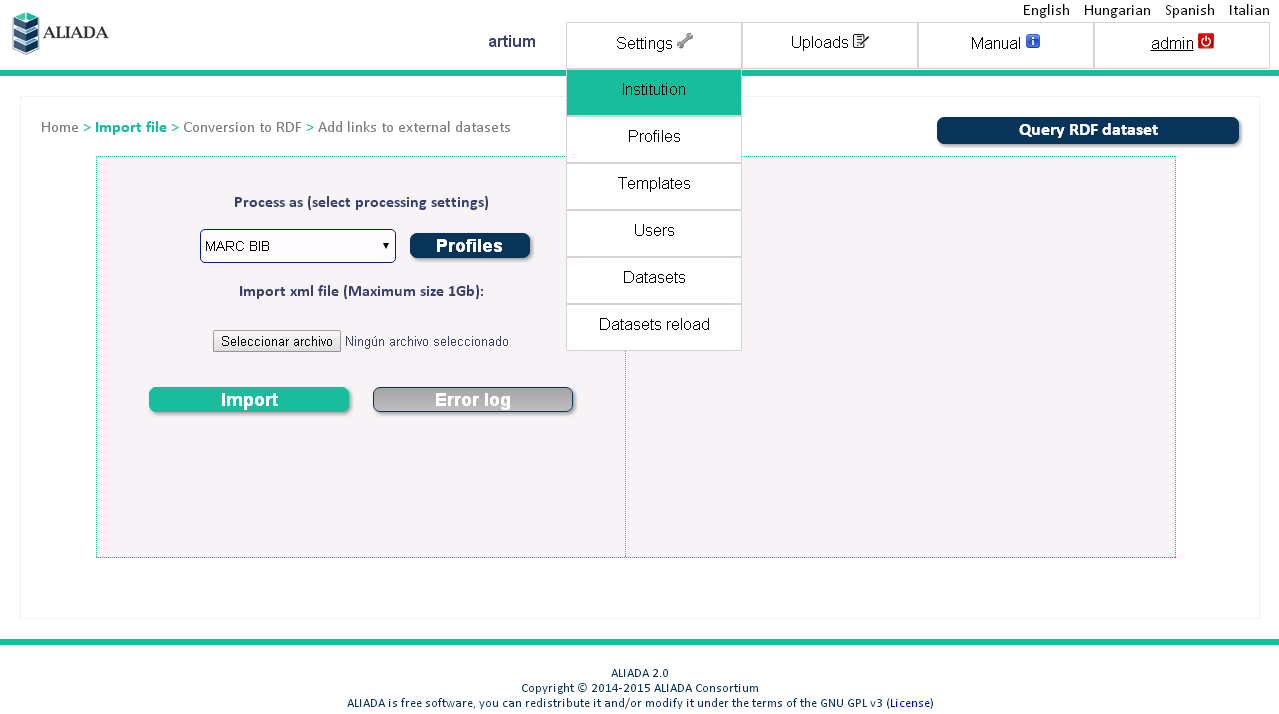 English Hungarian Spanish Italian
ALIADA
artium
Settings
Uploads
Manual
admin
Institution
Profiles
Templates
Users
Datasets
Datasets reload
Home > Import file > Conversion to RDF > Add links to external datasets
Query RDF dataset
Process as (select processing settings)
MARC BIB
Profiles
Import xml file (Maximum size 1Gb):
Seleccionar archivo Ningún archivo seleccionado
Import
Error log
ALIADA 2.0
Copyright © 2014-2015 ALIADA Consortium
ALIADA is free software, you can redistribute it and/or modify it under the terms of the GNU GPL v3 (License)